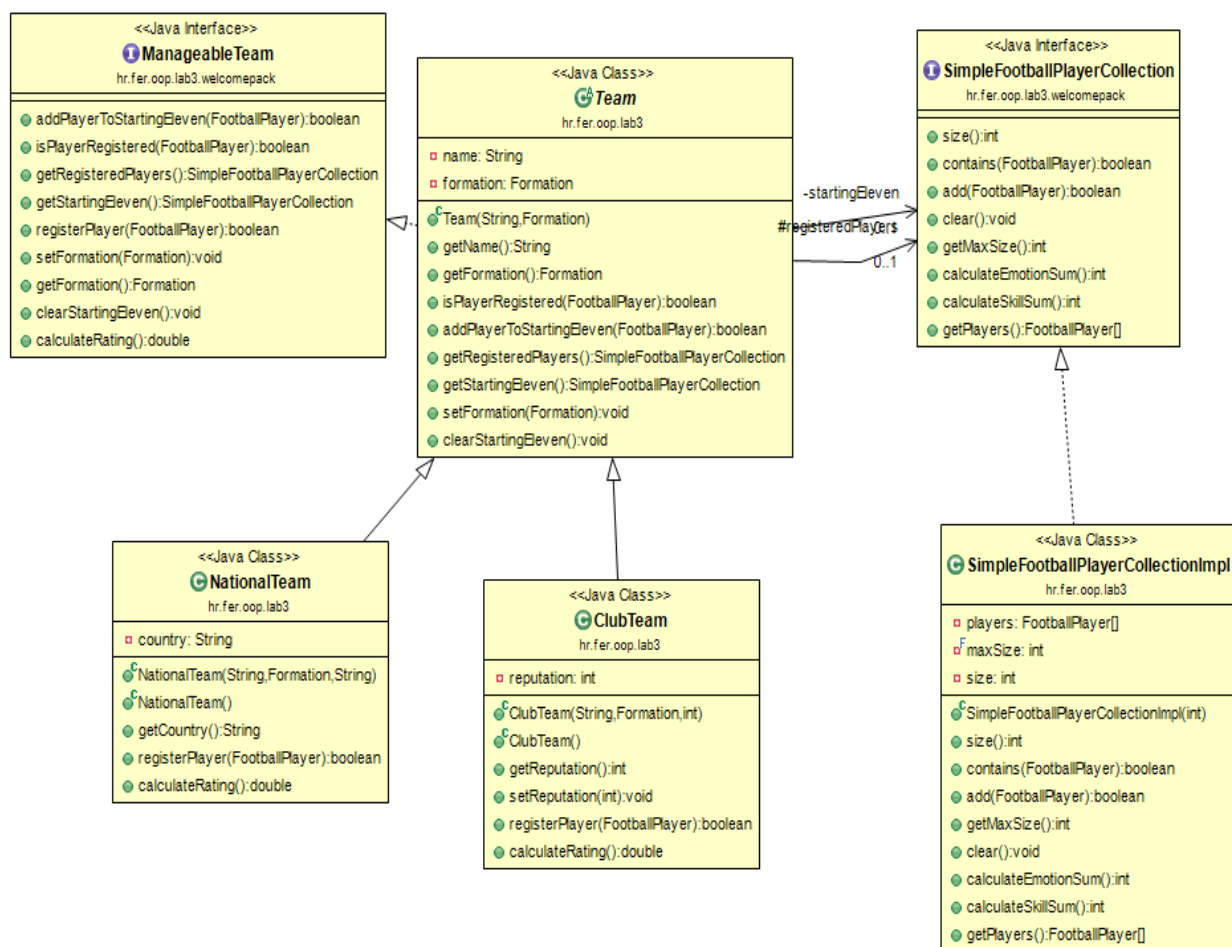 <<Java Interface>>
ManageableTeam
hr.fer.oop.lab3.welcomepack
addPlayerToStartingEleven(FootballPlayer):boolean
isPlayerRegistered(FootballPlayer):boolean
getRegisteredPlayers():SimpleFootballPlayerCollection
getStartingEleven():SimpleFootballPlayerCollection
registerPlayer(FootballPlayer):boolean
setFormation(Formation):void
getFormation():Formation
clearStartingEleven():void
calculateRating():double
<<Java Class>>
Team
hr.fer.oop.lab3
name: String
formation: Formation
Team(String,Formation)
getName():String
getFormation():Formation
isPlayerRegistered(FootballPlayer):boolean
addPlayerToStartingEleven(FootballPlayer):boolean
getRegisteredPlayers():SimpleFootballPlayerCollection
getStartingEleven():SimpleFootballPlayerCollection
setFormation(Formation):void
clearStartingEleven():void
-startingEleven
#registeredPlayers
0..1
<<Java Interface>>
SimpleFootballPlayerCollection
hr.fer.oop.lab3.welcomepack
size():int
contains(FootballPlayer):boolean
add(FootballPlayer):boolean
clear():void
getMaxSize():int
calculateEmotionSum():int
calculateSkillSum():int
getPlayers():FootballPlayer[]
<<Java Class>>
NationalTeam
hr.fer.oop.lab3
country: String
NationalTeam(String,Formation,String)
NationalTeam()
getCountry():String
registerPlayer(FootballPlayer):boolean
calculateRating():double
<<Java Class>>
ClubTeam
hr.fer.oop.lab3
reputation: int
ClubTeam(String,Formation,int)
ClubTeam()
getReputation():int
setReputation(int):void
registerPlayer(FootballPlayer):boolean
calculateRating():double
<<Java Class>>
SimpleFootballPlayerCollectionImpl
hr.fer.oop.lab3
players: FootballPlayer[]
maxSize: int
size: int
SimpleFootballPlayerCollectionImpl(int)
size():int
contains(FootballPlayer):boolean
add(FootballPlayer):boolean
getMaxSize():int
clear():void
calculateEmotionSum():int
calculateSkillSum():int
getPlayers():FootballPlayer[]